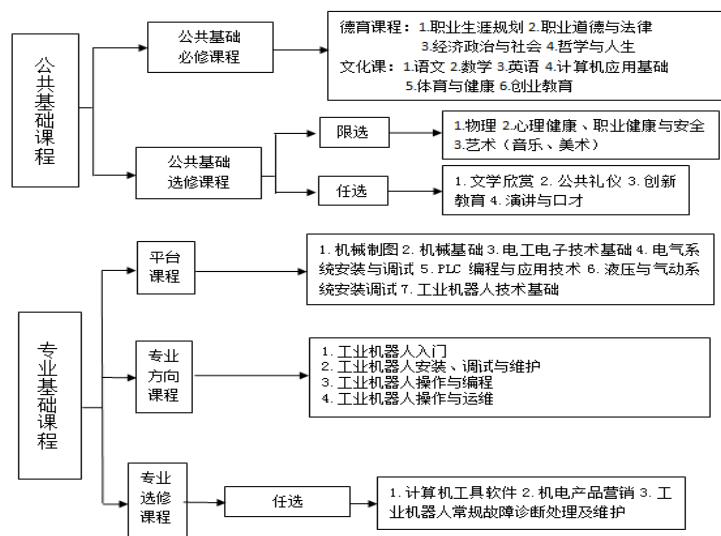 公共基础课程
公共基础
必修课程
德育课程：1.职业生涯规划 2.职业道德与法律
3.经济政治与社会 4.哲学与人生
文化课：1.语文 2.数学 3.英语 4.计算机应用基础
5.体育与健康 6.创业教育
公共基础
选修课程
限选
1.物理 2.心理健康、职业健康与安全
3.艺术（音乐、美术）
任选
1. 文学欣赏 2. 公共礼仪 3. 创新
教育 4. 演讲与口才
专业基础课程
平台
课程
1. 机械制图 2. 机械基础 3. 电工电子技术基础 4. 电气系
统安装与调试 5. PLC 编程与应用技术 6. 液压与气动系
统安装调试 7. 工业机器人技术基础
专业
方向
课程
1. 工业机器人入门
2. 工业机器人安装、调试与维护
3. 工业机器人操作与编程
4. 工业机器人操作与运维
专业
选修
课程
任选
1. 计算机工具软件 2. 机电产品营销 3. 工
业机器人常规故障诊断处理及维护